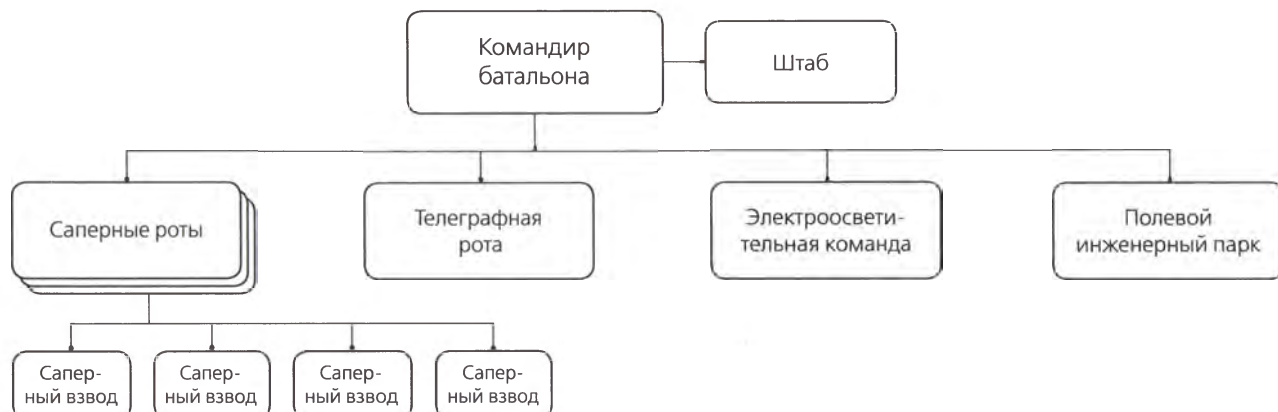 Командир
батальона
Штаб
Саперные роты
Телеграфная
рота
Электроосвети-
тельная команда
Полевой
инженерный парк
Сапер-
ный взвод
Сапер-
ный взвод
Сапер-
ный взвод
Сапер-
ный взвод